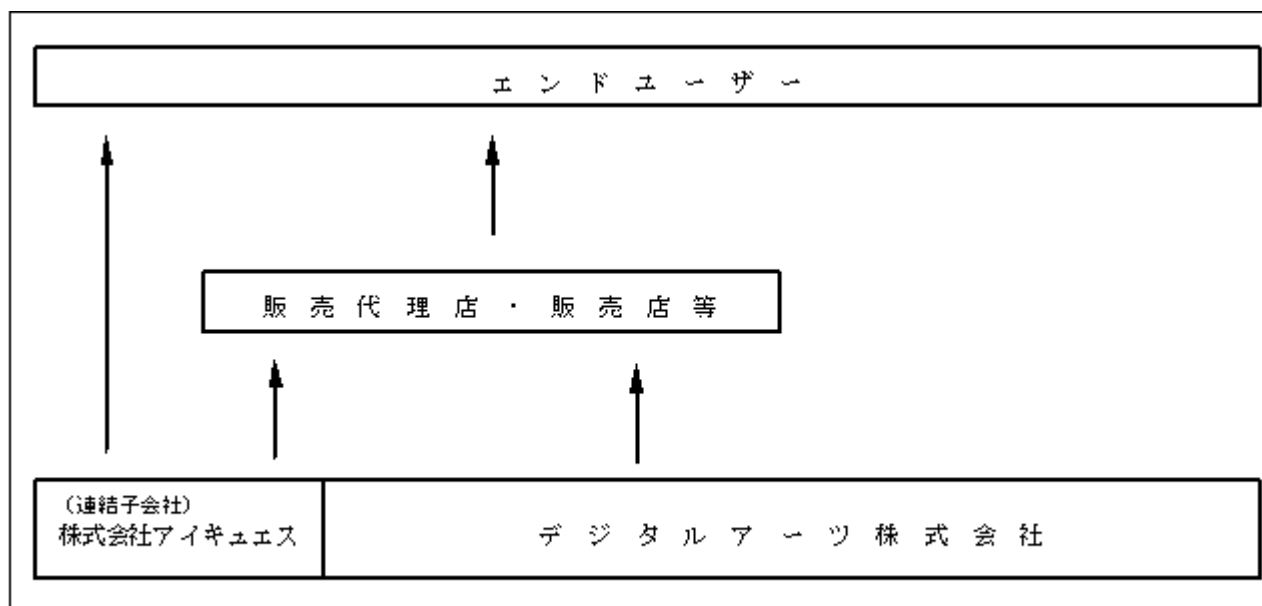 エンドユーザー
販売代理店・販売店等
（連結子会社）
株式会社アイキュエス
デジタルアーツ株式会社